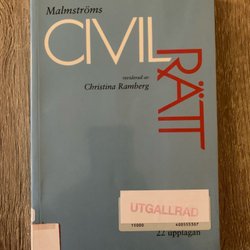 Malmströms
CIVIL
RÄTT
reviderad av
Christina Ramberg
UTGALLRAD
22 upplagan